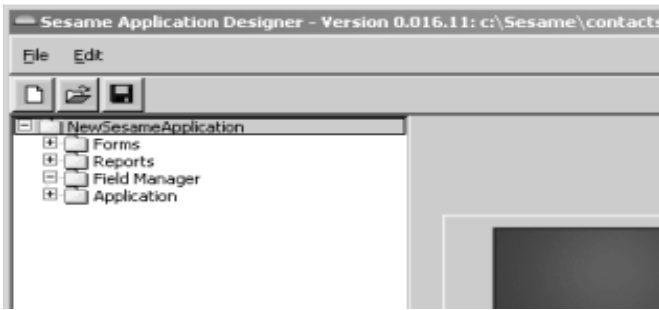 Sesame Application Designer - Version 0.016.11: c:\Sesame\contacts
File Edit
NewSesameApplication
Forms
Reports
Field Manager
Application